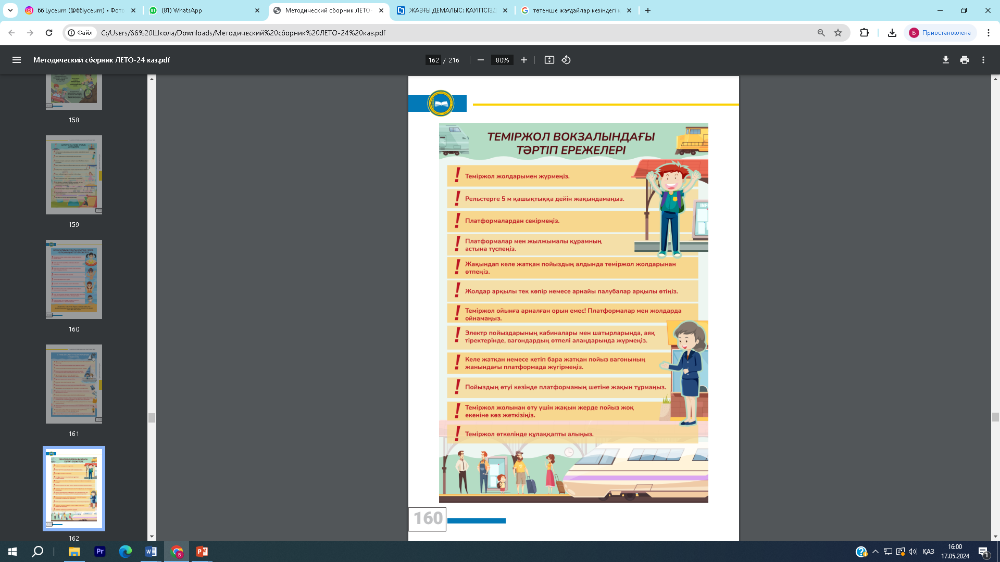 66 Lyceum (@66lyceum) • Фото
(81) WhatsApp
Методический сборник ЛЕТО-
ЖАЗҒЫ ДЕМАЛЫС: ҚАУІПСІЗД
төтенше жағдайлар кезіндегі к
Файл
C:/Users/66%20Школа/Downloads/Методический%20сборник%20ЛЕТО-24%20каз.pdf
Б
Приостановлена
Методический сборник ЛЕТО-24 каз.pdf
162 / 216
80%
158
159
160
161
162
ТЕМІРЖОЛ ВОКЗАЛЫНДАҒЫ
ТӘРТІП ЕРЕЖЕЛЕРІ
! Теміржол жолдарымен жүрмеңіз.
! Рельстерге 5 м қашықтыққа дейін жақындамаңыз.
INF
! Платформалардан секірмеңіз.
! Платформалар мен жылжымалы құрамның
астына түспеңіз.
! Жақындап келе жатқан пойыздың алдында теміржол жолдарынан
өтпеңіз.
! Жолдар арқылы тек көпір немесе арнайы палубалар арқылы өтіңіз.
! Теміржол ойынға арналған орын емес! Платформалар мен жолдарда
ойнамаңыз.
! Электр пойыздарының кабиналары мен шатырларында, аяқ
тіректерінде, вагондардың өтпелі алаңдарында жүрмеңіз.
! Келе жатқан немесе кетіп бара жатқан пойыз вагонының
жанындағы платформада жүгірмеңіз.
! Пойыздың өтуі кезінде платформаның шетіне жақын тұрмаңыз.
! Теміржол жолынан өту үшін жақын жерде пойыз жоқ
екеніне көз жеткізіңіз.
! Теміржол өткелінде құлаққапты алыңыз.
160
Pr
ҚАЗ
16:00
17.05.2024
1